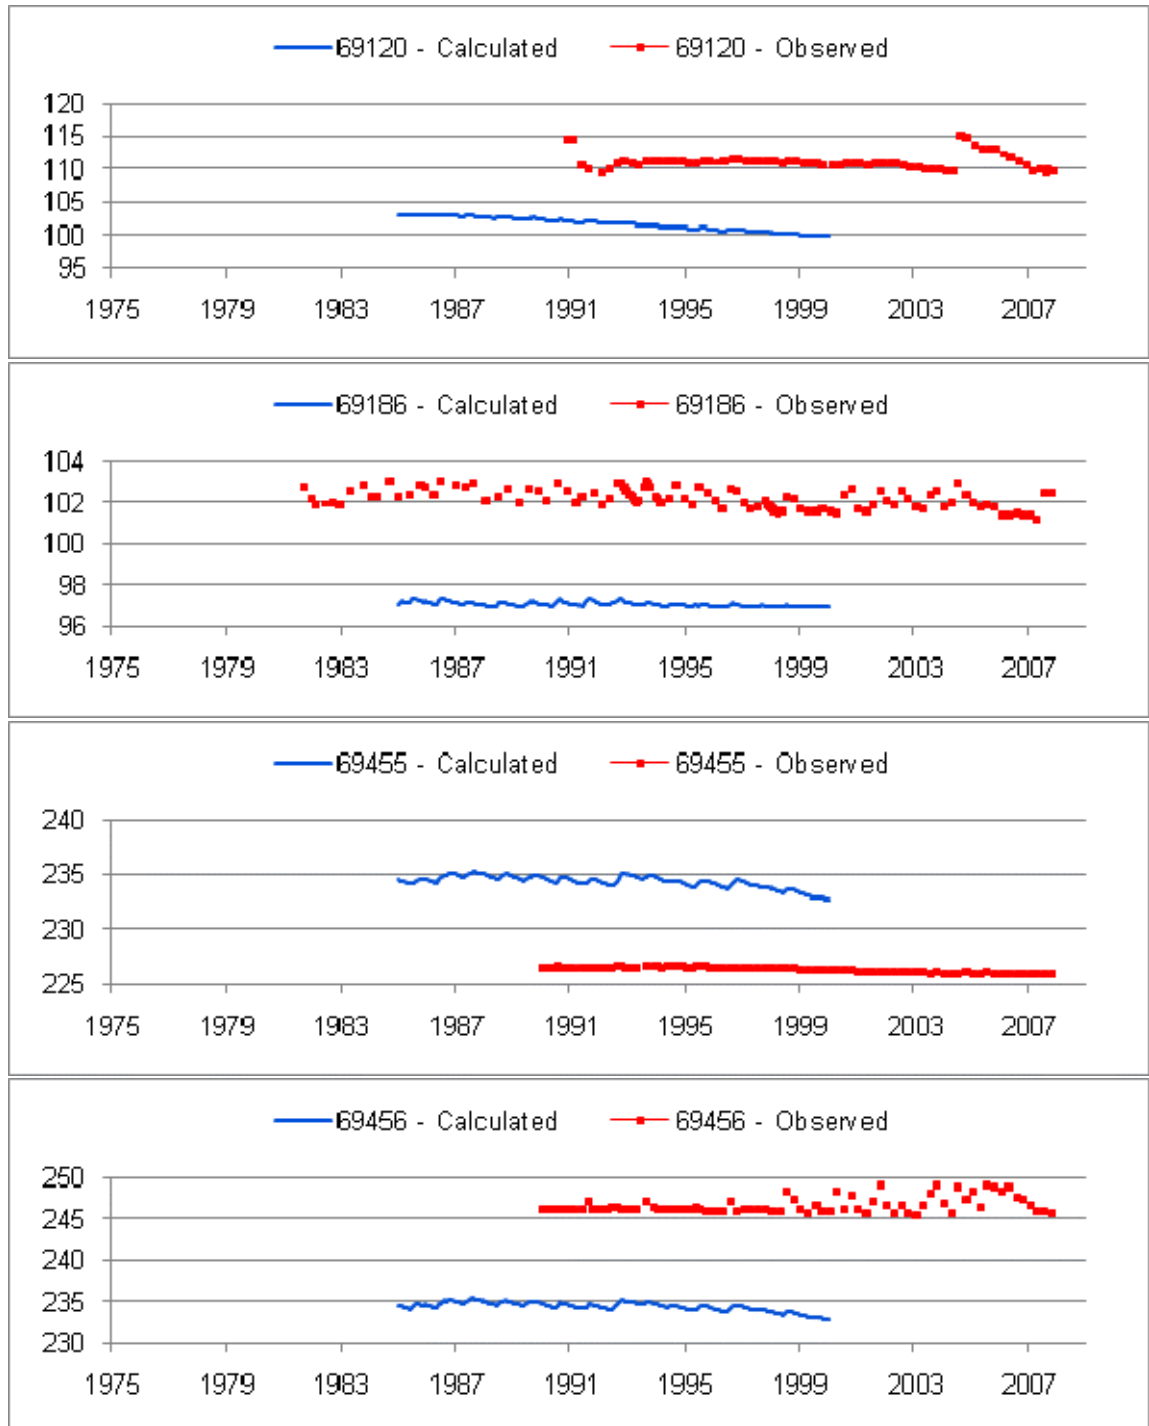 69120 - Calculated 69120 - Observed
120
115
110
105
100
95
1975 1979 1983 1987 1991 1995 1999 2003 2007
69186 - Calculated 69186 - Observed
104
102
100
98
96
1975 1979 1983 1987 1991 1995 1999 2003 2007
69455 - Calculated 69455 - Observed
240
235
230
225
1975 1979 1983 1987 1991 1995 1999 2003 2007
69456 - Calculated 69456 - Observed
250
245
240
235
230
1975 1979 1983 1987 1991 1995 1999 2003 2007